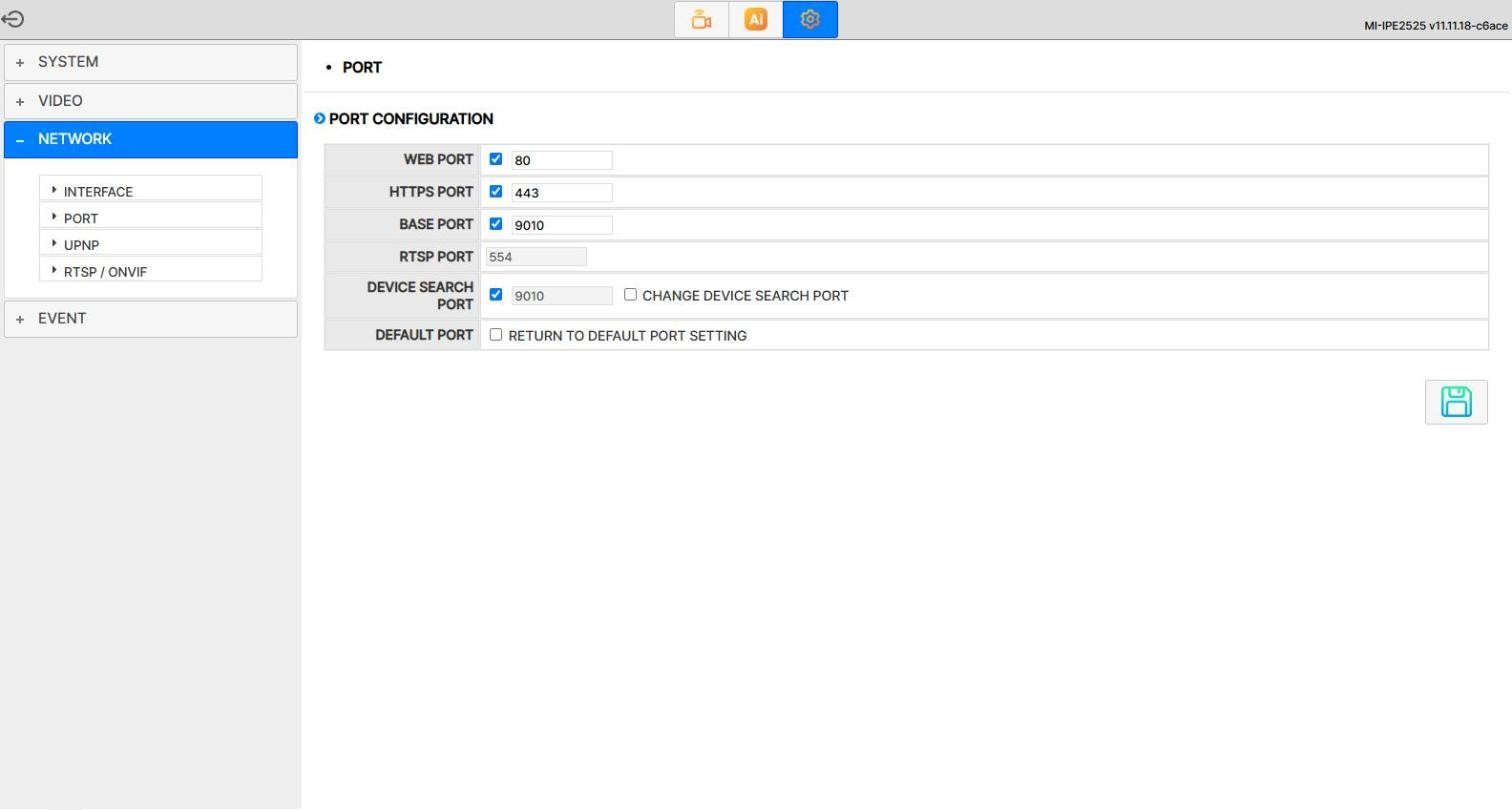 Ai
MI-IPE2525 v11.11.18-c6ace
+ SYSTEM
+ VIDEO
– NETWORK
INTERFACE
PORT
UPNP
RTSP / ONVIF
+ EVENT
• PORT
PORT CONFIGURATION
WEB PORT 80
HTTPS PORT 443
BASE PORT 9010
RTSP PORT 554
DEVICE SEARCH
PORT 9010 CHANGE DEVICE SEARCH PORT
DEFAULT PORT RETURN TO DEFAULT PORT SETTING